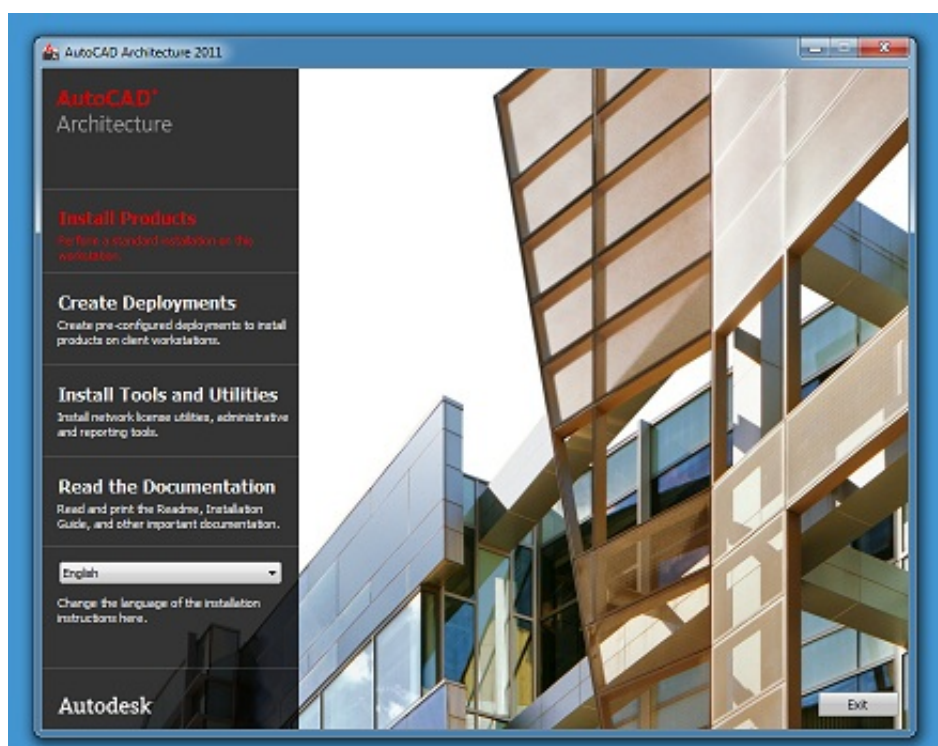 AutoCAD Architecture 2011
AutoCAD®
Architecture
Install Products
Perform a standard installation on this
workstation.
Create Deployments
Create pre-configured deployments to install
products on client workstations.
Install Tools and Utilities
Install network license utilities, administrative
and reporting tools.
Read the Documentation
Read and print the Readme, Installation
Guide, and other important documentation.
English
Change the language of the installation
instructions here.
Autodesk
Exit